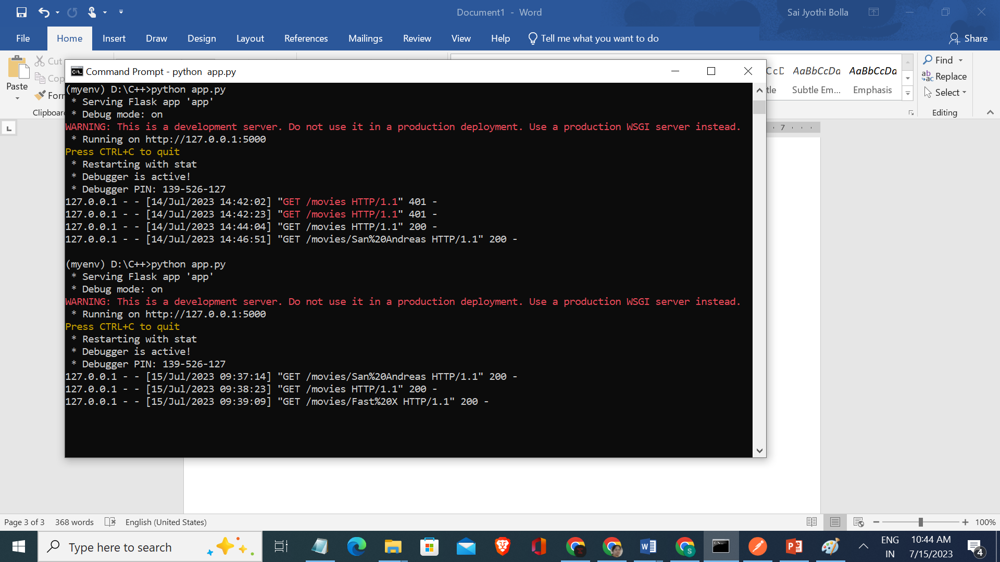 Document1 - Word
Sai Jyothi Bolla
File Home Insert Draw Design Layout References Mailings Review View Help Tell me what you want to do Share
Cut
Paste
Clipboard
AaBbCcDd AaBbCcDd
Subtle Em... Emphasis
Find
Replace
Select
Editing
7
Command Prompt - python  app.py
(myenv) D:\C++>python app.py
 * Serving Flask app 'app'
 * Debug mode: on
WARNING: This is a development server. Do not use it in a production deployment. Use a production WSGI server instead.
 * Running on http://127.0.0.1:5000
Press CTRL+C to quit
 * Restarting with stat
 * Debugger is active!
 * Debugger PIN: 139-526-127
127.0.0.1 - - [14/Jul/2023 14:42:02] "GET /movies HTTP/1.1" 401 -
127.0.0.1 - - [14/Jul/2023 14:42:23] "GET /movies HTTP/1.1" 401 -
127.0.0.1 - - [14/Jul/2023 14:44:04] "GET /movies HTTP/1.1" 200 -
127.0.0.1 - - [14/Jul/2023 14:46:51] "GET /movies/San%20Andreas HTTP/1.1" 200 -
(myenv) D:\C++>python app.py
 * Serving Flask app 'app'
 * Debug mode: on
WARNING: This is a development server. Do not use it in a production deployment. Use a production WSGI server instead.
 * Running on http://127.0.0.1:5000
Press CTRL+C to quit
 * Restarting with stat
 * Debugger is active!
 * Debugger PIN: 139-526-127
127.0.0.1 - - [15/Jul/2023 09:37:14] "GET /movies/San%20Andreas HTTP/1.1" 200 -
127.0.0.1 - - [15/Jul/2023 09:38:23] "GET /movies HTTP/1.1" 200 -
127.0.0.1 - - [15/Jul/2023 09:39:09] "GET /movies/Fast%20X HTTP/1.1" 200 -
Page 3 of 3 368 words English (United States) 100%
Type here to search
ENG
IN
10:44 AM
7/15/2023
4